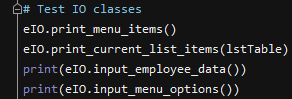 # Test IO classes
eIO.print_menu_items()
eIO.print_current_list_items(lstTable)
print(eIO.input_employee_data())
print(eIO.input_menu_options())